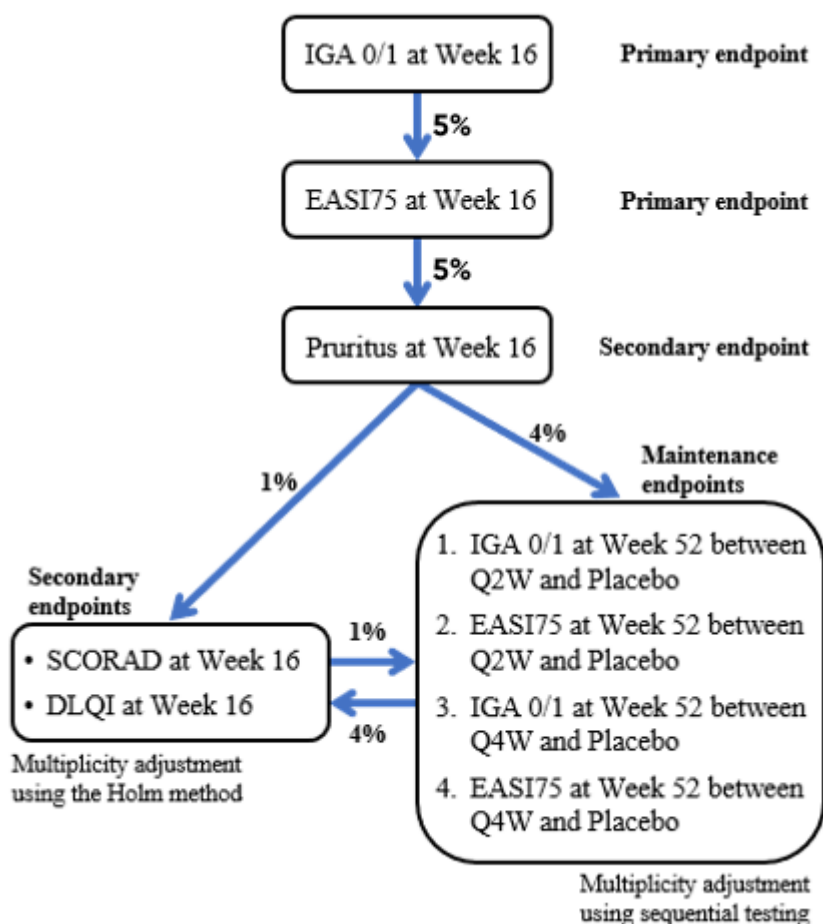 IGA 0/1 at Week 16
Primary endpoint
5%
EASI75 at Week 16
Primary endpoint
5%
Pruritus at Week 16
Secondary endpoint
1%
4%
Secondary
endpoints
• SCORAD at Week 16
• DLQI at Week 16
Multiplicity adjustment
using the Holm method
1%
4%
Maintenance
endpoints
1. IGA 0/1 at Week 52 between
Q2W and Placebo
2. EASI75 at Week 52 between
Q2W and Placebo
3. IGA 0/1 at Week 52 between
Q4W and Placebo
4. EASI75 at Week 52 between
Q4W and Placebo
Multiplicity adjustment
using sequential testing